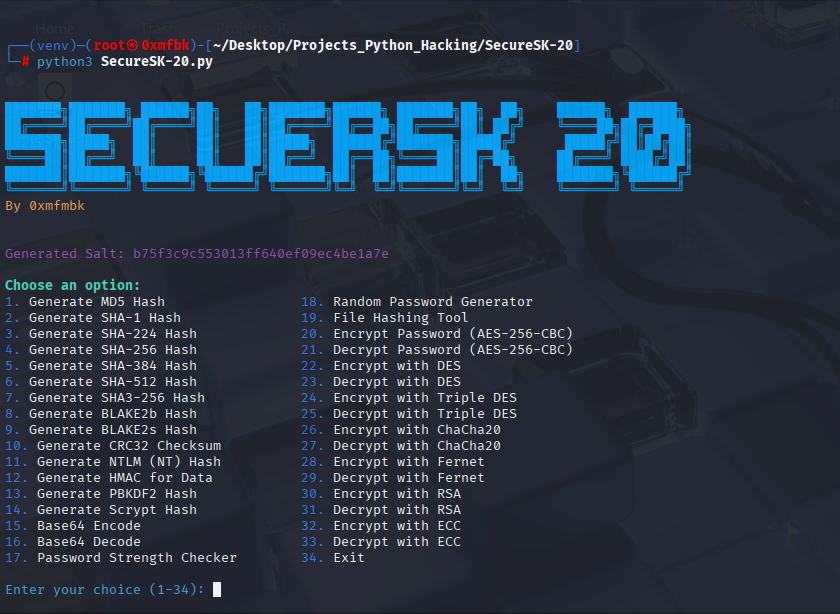 (venv)─(root㉿0xmfbk)-[~/Desktop/Projects_Python_Hacking/SecureSK-20]
# python3 SecureSK-20.py
SECURESK 20
By 0xmfmbk
Generated Salt: b75f3c9c553013ff640ef09ec4be1a7e
Choose an option:
1. Generate MD5 Hash 18. Random Password Generator
2. Generate SHA-1 Hash 19. File Hashing Tool
3. Generate SHA-224 Hash 20. Encrypt Password (AES-256-CBC)
4. Generate SHA-256 Hash 21. Decrypt Password (AES-256-CBC)
5. Generate SHA-384 Hash 22. Encrypt with DES
6. Generate SHA-512 Hash 23. Decrypt with DES
7. Generate SHA3-256 Hash 24. Encrypt with Triple DES
8. Generate BLAKE2b Hash 25. Decrypt with Triple DES
9. Generate BLAKE2s Hash 26. Encrypt with ChaCha20
10. Generate CRC32 Checksum 27. Decrypt with ChaCha20
11. Generate NTLM (NT) Hash 28. Encrypt with Fernet
12. Generate HMAC for Data 29. Decrypt with Fernet
13. Generate PBKDF2 Hash 30. Encrypt with RSA
14. Generate Scrypt Hash 31. Decrypt with RSA
15. Base64 Encode 32. Encrypt with ECC
16. Base64 Decode 33. Decrypt with ECC
17. Password Strength Checker 34. Exit
Enter your choice (1-34):